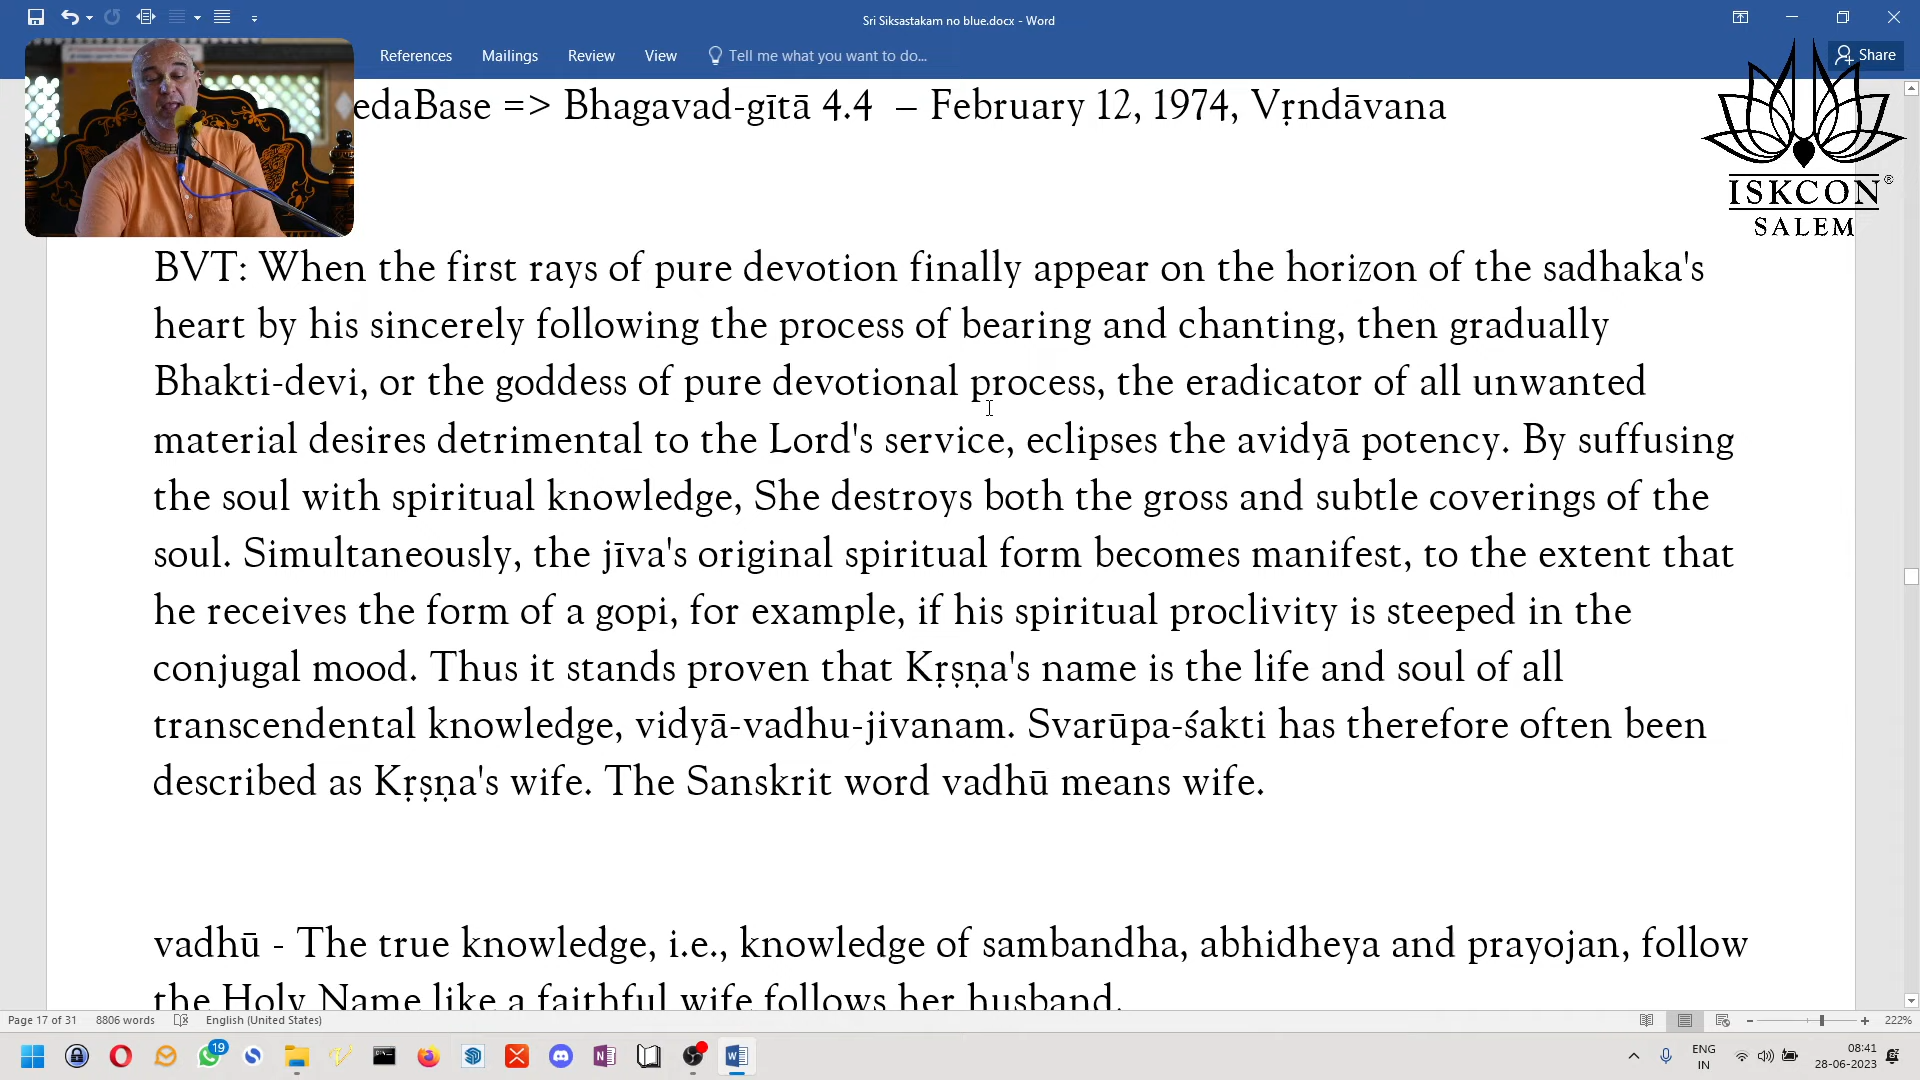 Sri Siksastakam no blue.docx - Word
References Mailings Review View Tell me what you want to do...
Share
edaBase => Bhagavad-gītā 4.4 – February 12, 1974, Vṛndāvana
ISKCON®
SALEM
BVT: When the first rays of pure devotion finally appear on the horizon of the sadhaka's
heart by his sincerely following the process of bearing and chanting, then gradually
Bhakti-devi, or the goddess of pure devotional process, the eradicator of all unwanted
material desires detrimental to the Lord's service, eclipses the avidyā potency. By suffusing
the soul with spiritual knowledge, She destroys both the gross and subtle coverings of the
soul. Simultaneously, the jīva's original spiritual form becomes manifest, to the extent that
he receives the form of a gopi, for example, if his spiritual proclivity is steeped in the
conjugal mood. Thus it stands proven that Kṛṣṇa's name is the life and soul of all
transcendental knowledge, vidyā-vadhu-jivanam. Svarūpa-śakti has therefore often been
described as Kṛṣṇa's wife. The Sanskrit word vadhū means wife.
vadhū - The true knowledge, i.e., knowledge of sambandha, abhidheya and prayojan, follow
the Holy Name like a faithful wife follows her husband.
Page 17 of 31 8806 words English (United States) 222%
19
ENG
IN
08:41
28-06-2023